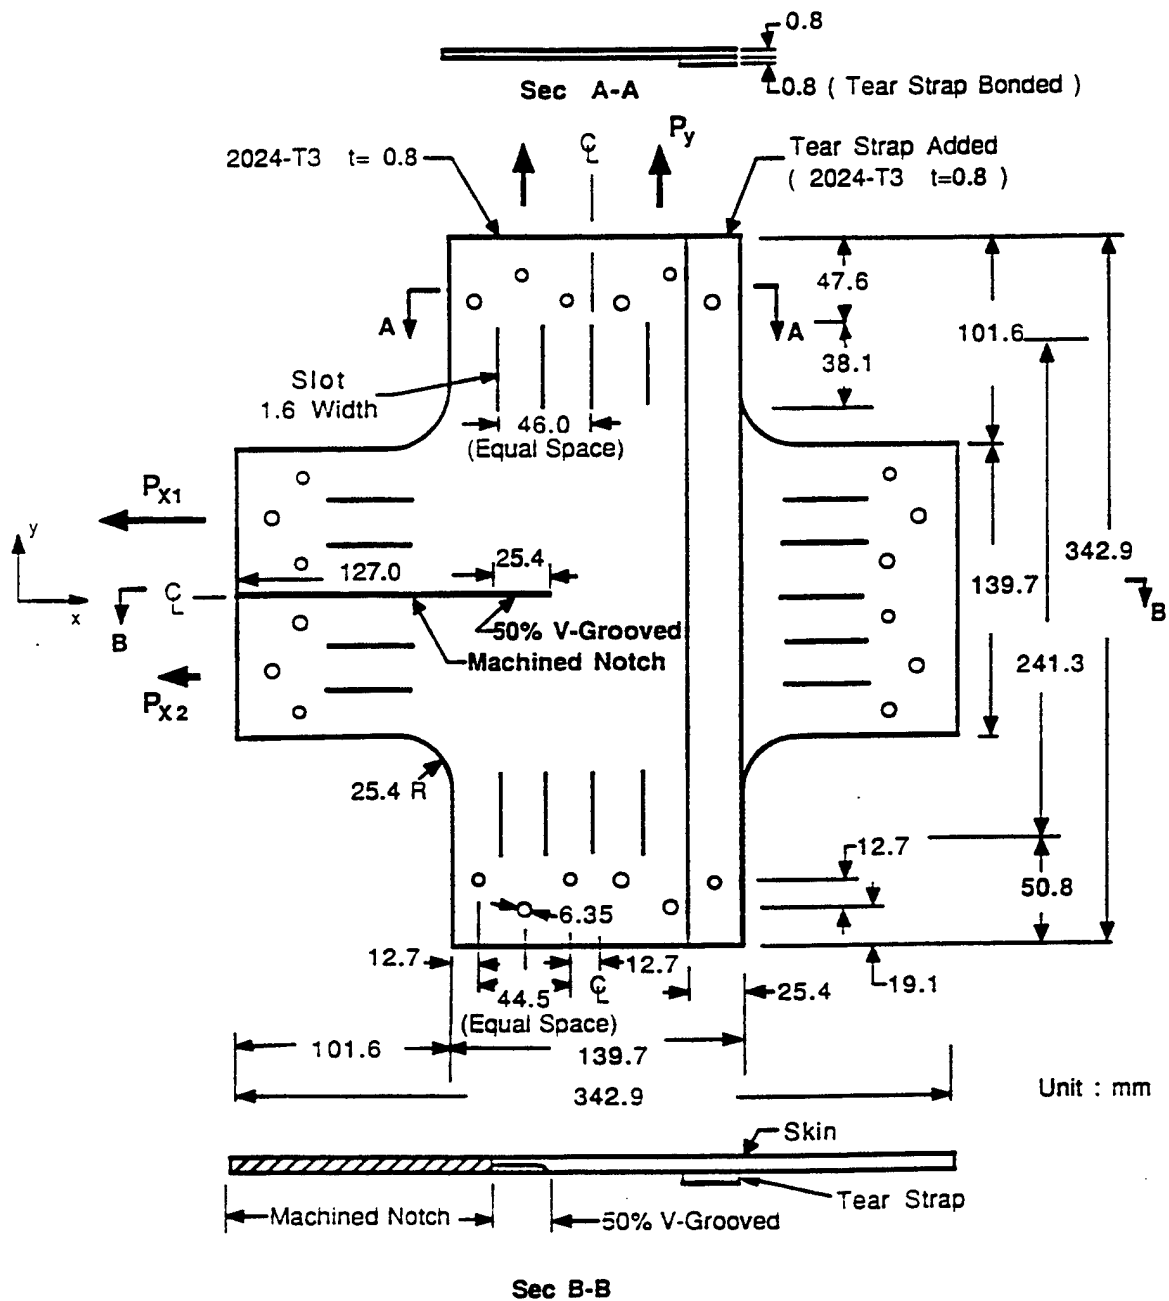 0.8
Sec A-A
0.8 ( Tear Strap Bonded )
2024-T3 t= 0.8
℄
Py
Tear Strap Added
( 2024-T3 t=0.8 )
47.6
A
A
101.6
38.1
Slot
1.6 Width
46.0
(Equal Space)
PX1
y
x
127.0
25.4
342.9
℄
B
139.7
B
50% V-Grooved
Machined Notch
241.3
PX2
25.4 R
12.7
50.8
6.35
12.7
12.7
℄
44.5
(Equal Space)
25.4
19.1
101.6
139.7
342.9
Unit : mm
Skin
Tear Strap
Machined Notch
50% V-Grooved
Sec B-B